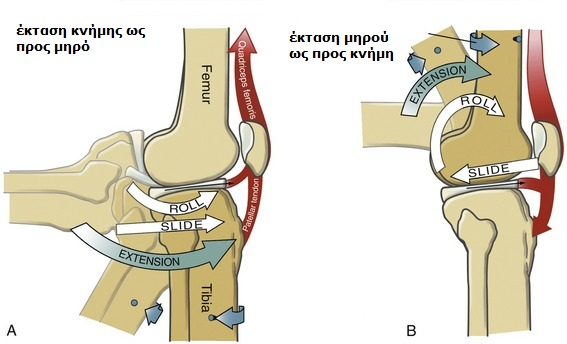 έκταση κνήμης ως
προς μηρό
Femur
Quadriceps femoris
Patellar tendon
ROLL
SLIDE
EXTENSION
Tibia
A
έκταση μηρού
ως προς κνήμη
EXTENSION
ROLL
SLIDE
B